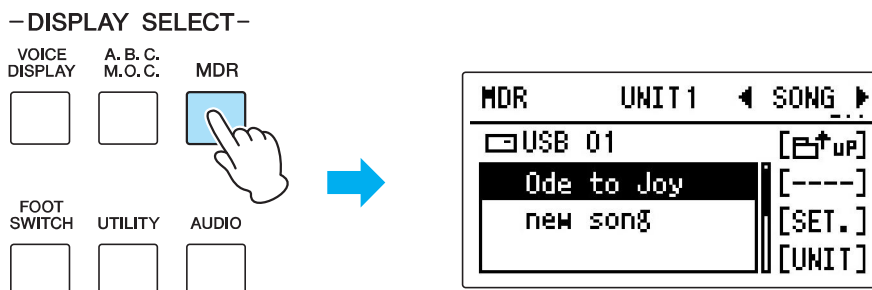 -DISPLAY SELECT-
VOICE DISPLAY
A. B. C. M. O. C.
MDR
FOOT SWITCH
UTILITY
AUDIO
MDR UNIT1 ◀ SONG ▶
USB 01
[UP]
Ode to Joy
[----]
new song
[SET.]
[UNIT]